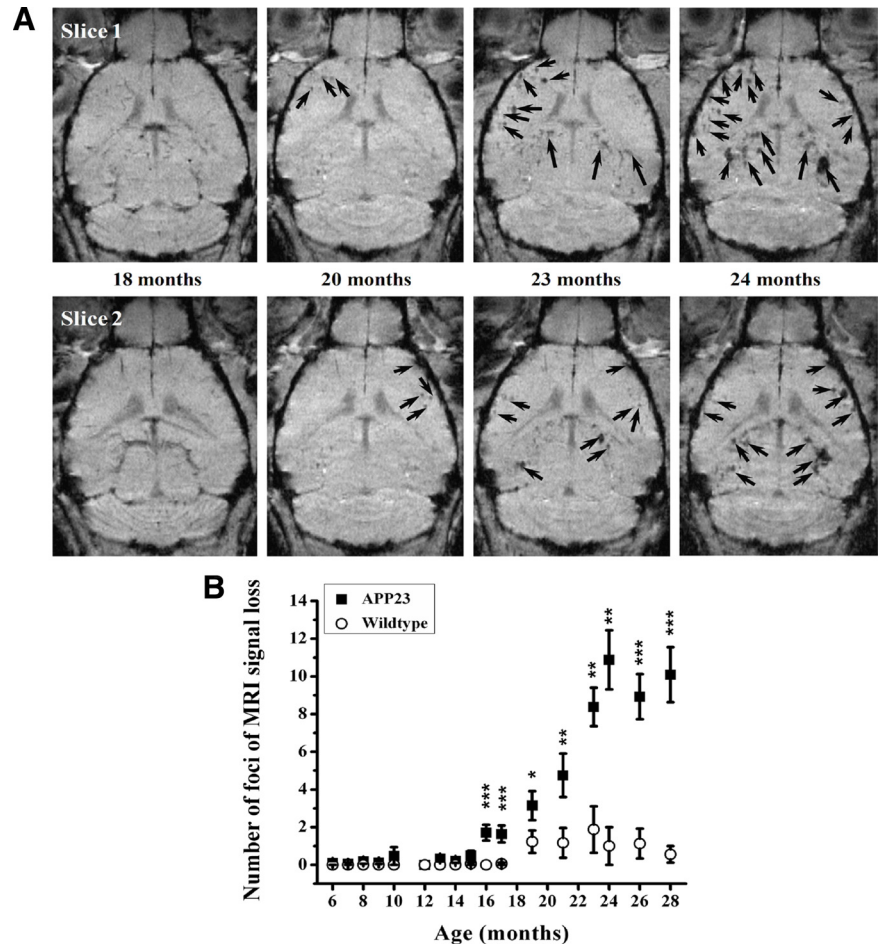 A
Slice 1
18 months 20 months 23 months 24 months
Slice 2
B
Number of foci of MRI signal loss
APP23
Wildtype
14
12
10
8
6
4
2
0
***
***
*
**
**
**
***
***
6 8 10 12 14 16 18 20 22 24 26 28
Age (months)